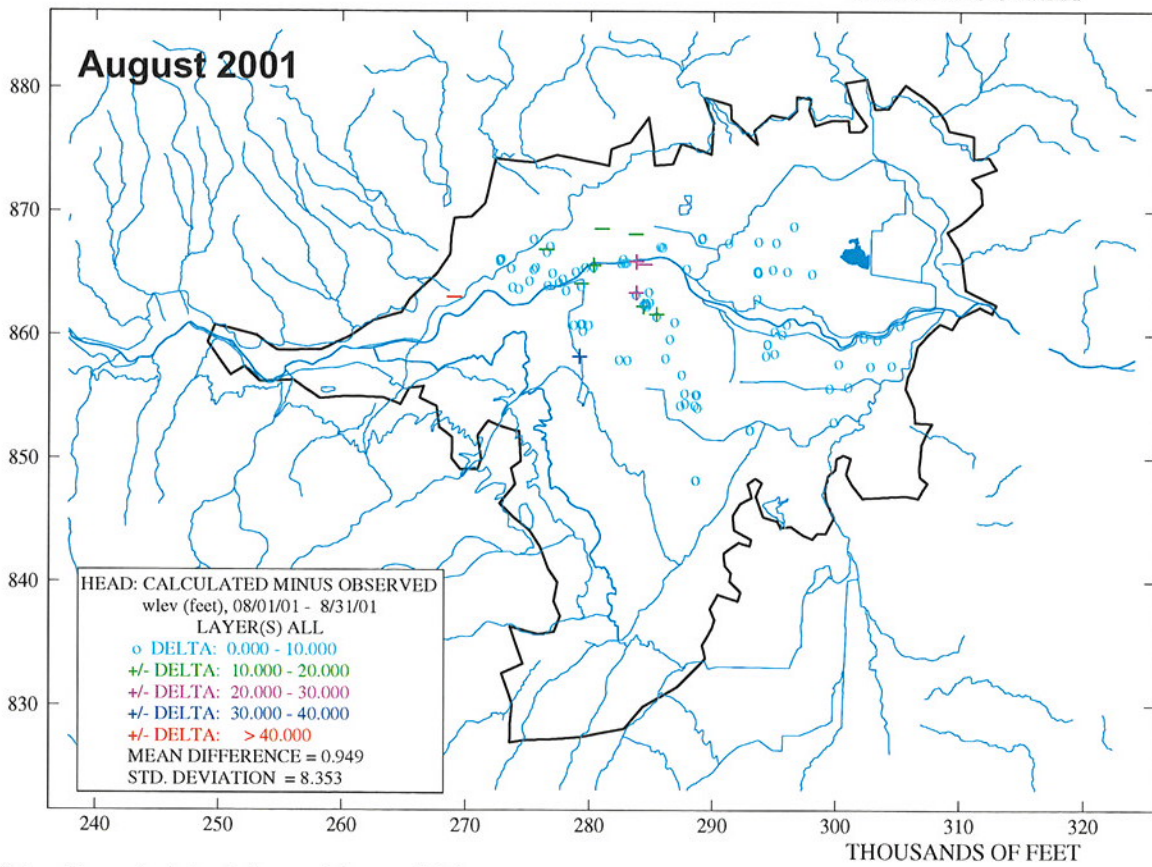 August 2001
880
870
860
850
840
830
HEAD: CALCULATED MINUS OBSERVED
wlev (feet), 08/01/01 - 8/31/01
LAYER(S) ALL
o DELTA: 0.000 - 10.000
+/- DELTA: 10.000 - 20.000
+/- DELTA: 20.000 - 30.000
+/- DELTA: 30.000 - 40.000
+/- DELTA: > 40.000
MEAN DIFFERENCE = 0.949
STD. DEVIATION = 8.353
240 250 260 270 280 290 300 310 320
THOUSANDS OF FEET